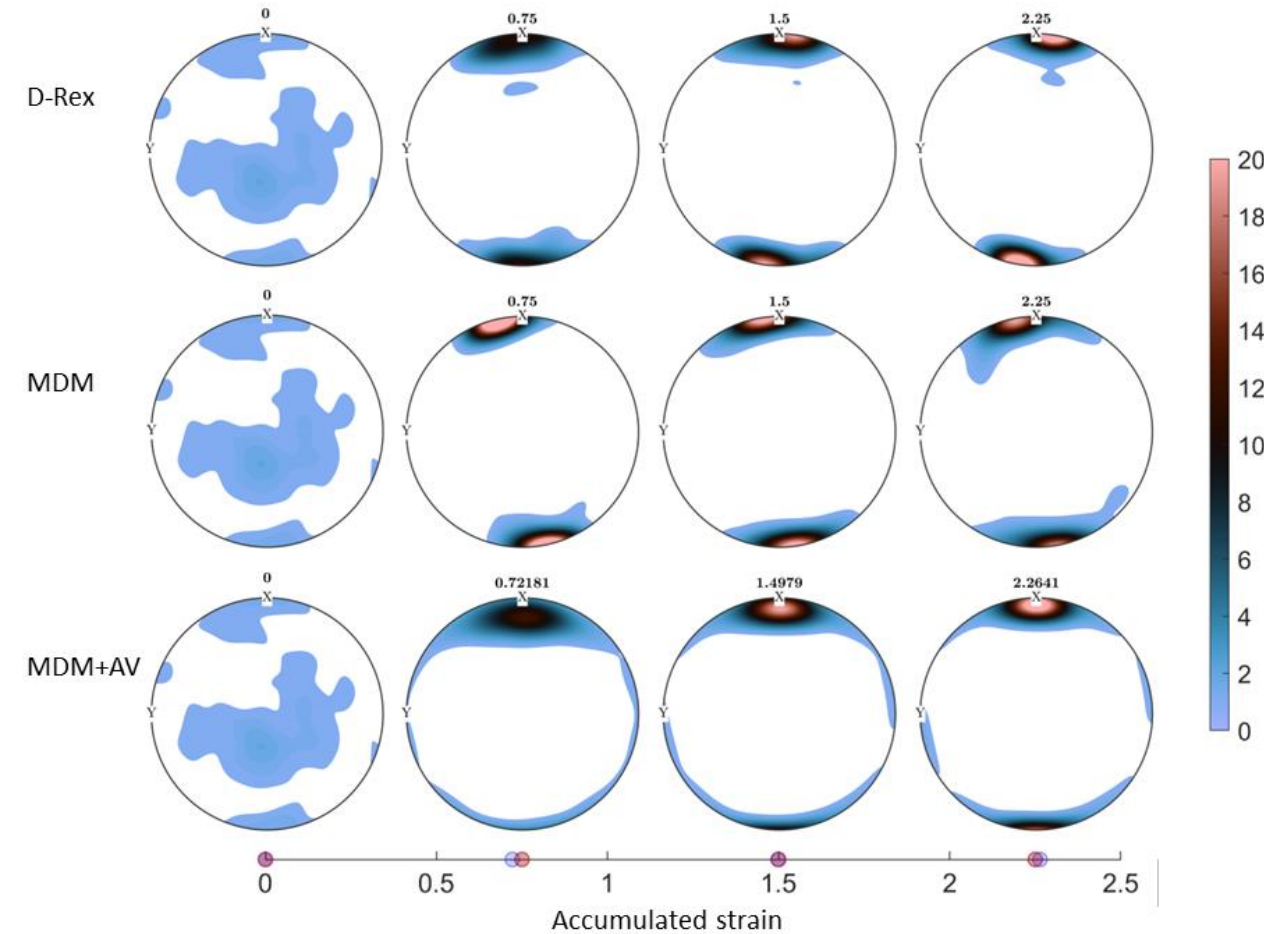 0 0.75 1.5 2.25
X X X X
D-Rex
Y Y Y Y
0 0.75 1.5 2.25
X X X X
MDM
Y Y Y Y
0 0.72181 1.4979 2.2641
X X X X
MDM+AV
Y Y Y Y
20
18
16
14
12
10
8
6
4
2
0
0 0.5 1 1.5 2 2.5
Accumulated strain